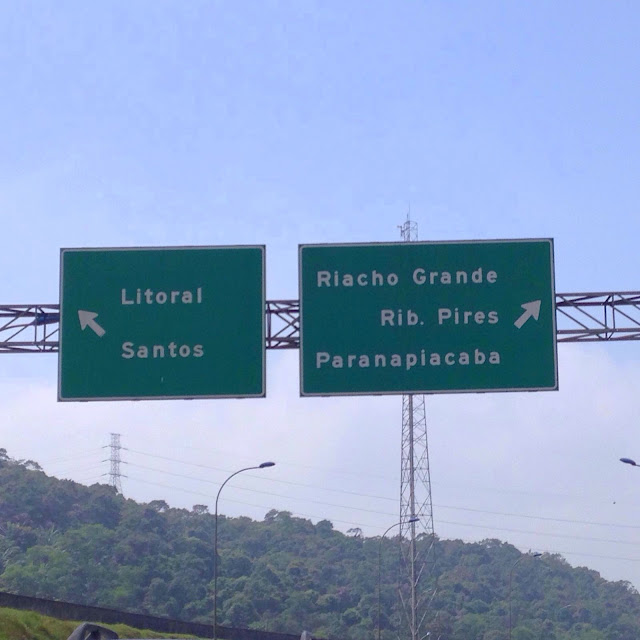 Litoral
Santos
Riacho Grande
Rib. Pires
Paranapiacaba